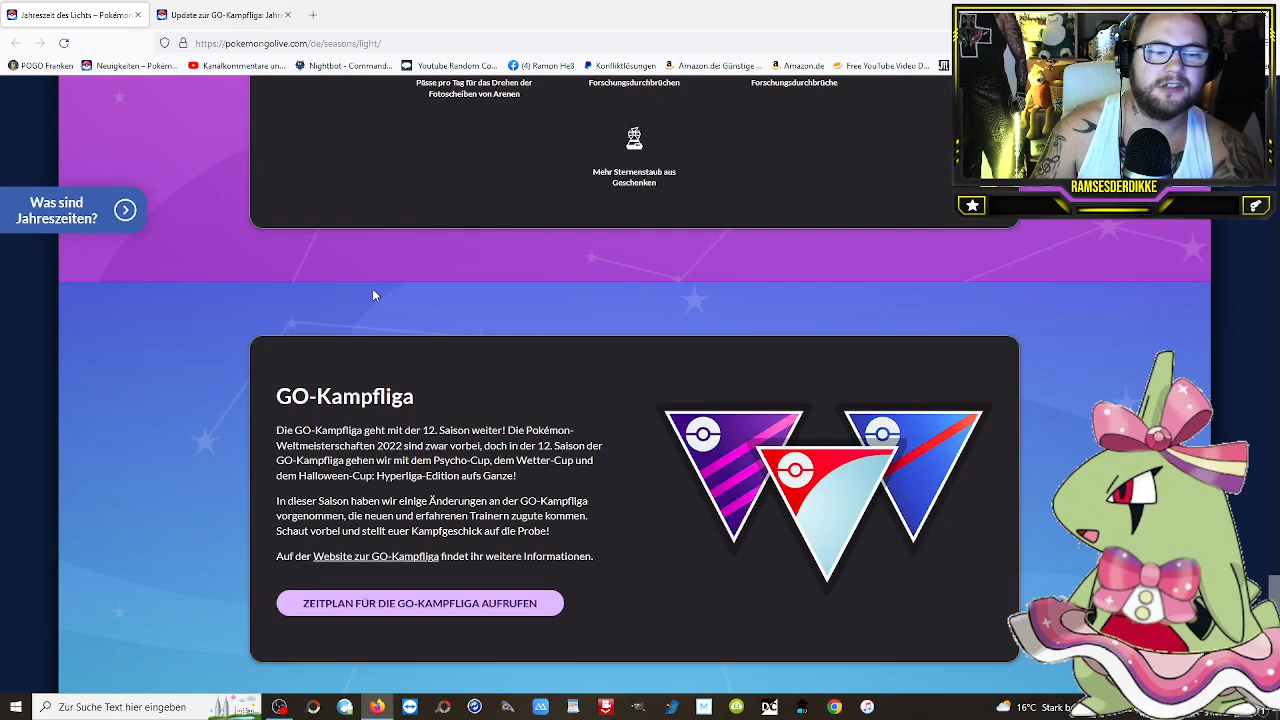 Jahreszeit des Lichts – Pokémon
Update zur GO-Kampfliga: Jahre
https://pokemongolive.com/de/seasons/light/
POGO Franken
Neuigkeiten – Pokém...
Kanalkommentare un...
Nightbot - Command...
Youtube Banner erstel...
(4) Ramon Heß
Konfliktlösungen
Amazon.de Günstige ...
Amazon.de
Free YouTube Video D...
Pässe pro Tag für das Drehen der
Fotoscheiben von Arenen
Forschungsdurchbrüchen
Forschungsdurchbrüche
Mehr Sternenstaub aus
Geschenken
Was sind
Jahreszeiten?
RAMSESDERDIKKE
GO-Kampfliga
Die GO-Kampfliga geht mit der 12. Saison weiter! Die Pokémon-
Weltmeisterschaften 2022 sind zwar vorbei, doch in der 12. Saison der
GO-Kampfliga gehen wir mit dem Psycho-Cup, dem Wetter-Cup und
dem Halloween-Cup: Hyperliga-Edition aufs Ganze!
In dieser Saison haben wir einige Änderungen an der GO-Kampfliga
vorgenommen, die neuen und erfahrenen Trainern zugute kommen.
Schaut vorbei und stellt euer Kampfgeschick auf die Probe!
Auf der Website zur GO-Kampfliga findet ihr weitere Informationen.
ZEITPLAN FÜR DIE GO-KAMPFLIGA AUFRUFEN
Zur Suche Text hier eingeben
16°C Stark b